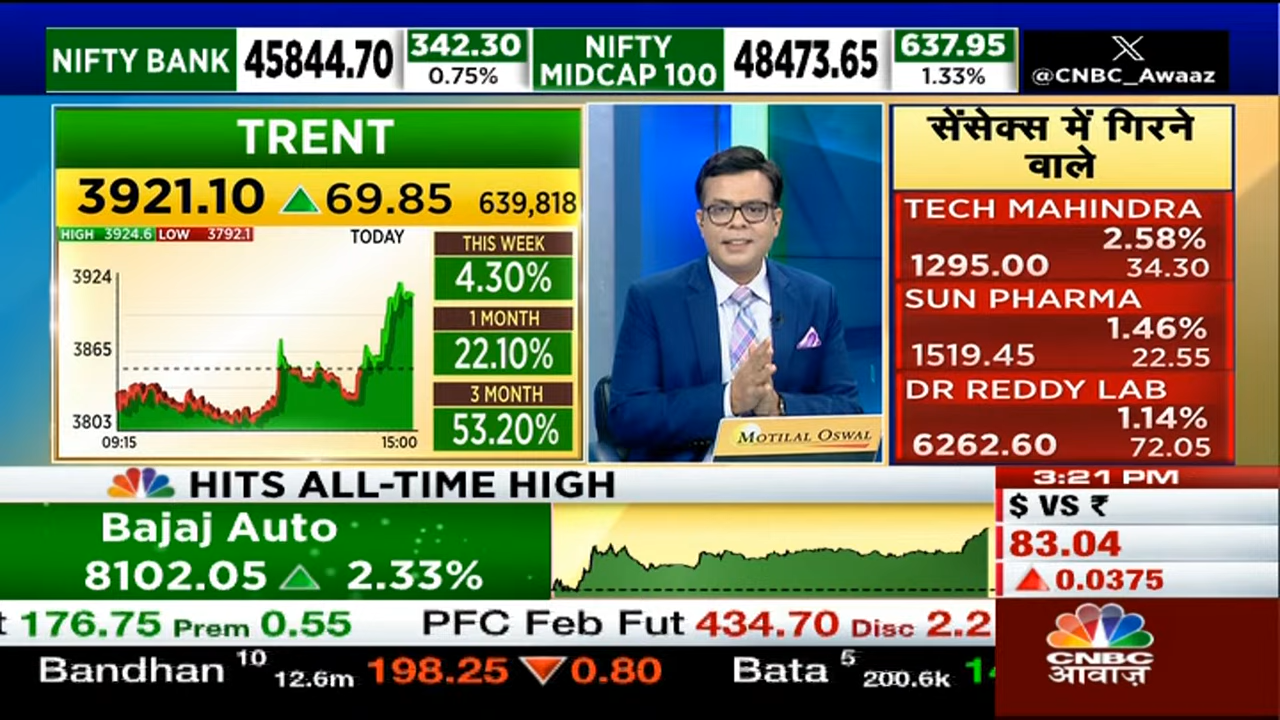 NIFTY BANK 45844.70 342.30 0.75%
NIFTY MIDCAP 100 48473.65 637.95 1.33%
@CNBC_Awaaz
TRENT
3921.10 69.85 639,818
HIGH 3924.6 LOW 3792.1 TODAY
3924
3865
3803
09:15 15:00
THIS WEEK
4.30%
1 MONTH
22.10%
3 MONTH
53.20%
MOTILAL OSWAL
सेंसेक्स में गिरने
वाले
TECH MAHINDRA
2.58%
1295.00 34.30
SUN PHARMA
1.46%
1519.45 22.55
DR REDDY LAB
1.14%
6262.60 72.05
HITS ALL-TIME HIGH
Bajaj Auto
8102.05 2.33%
3:21 PM
$ VS ₹
83.04
0.0375
t 176.75 Prem 0.55 PFC Feb Fut 434.70 Disc 2.2
Bandhan 10 12.6m 198.25 0.80 Bata 5 200.6k 14
CNBC
आवाज़